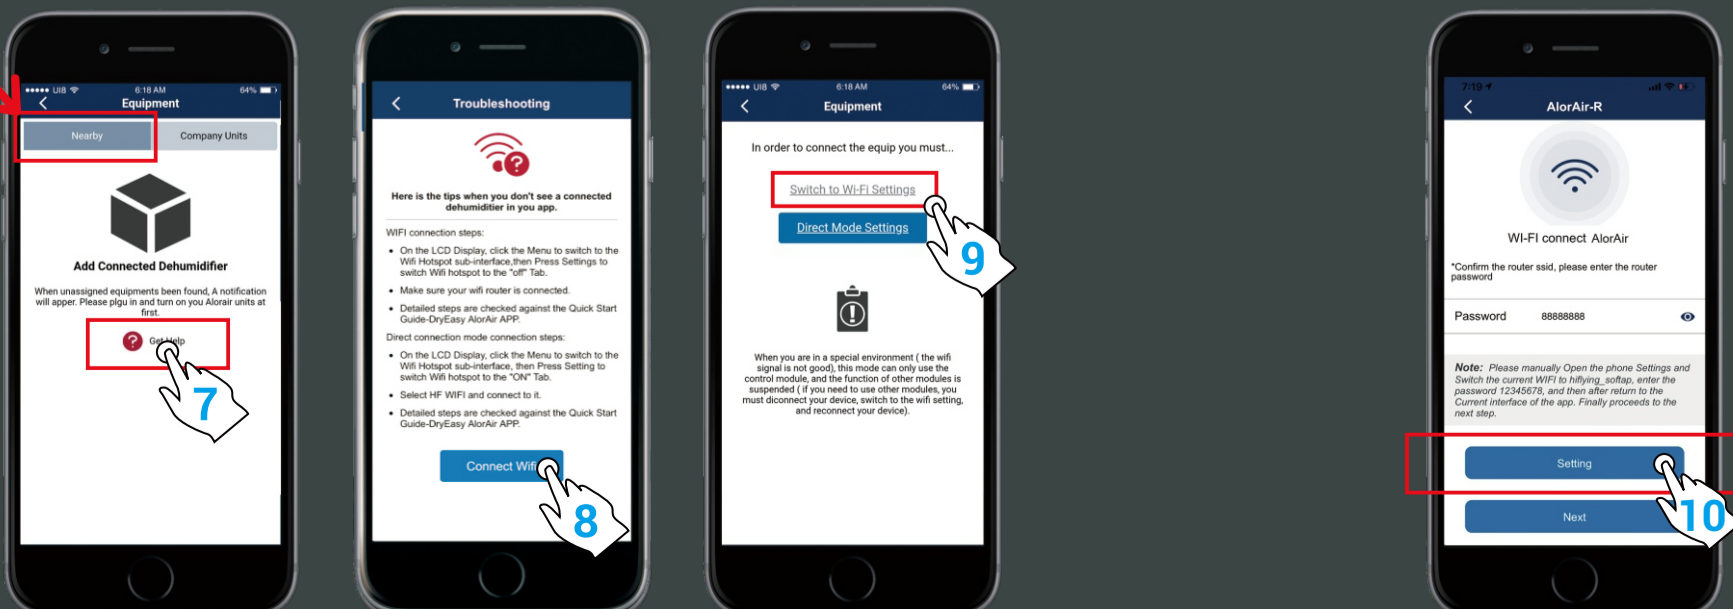 UI8 6:18 AM 64%
Equipment
Nearby Company Units
Add Connected Dehumidifier
When unassigned equipments been found, A notification
will apper. Please plgu in and turn on you Alorair units at
first.
? Get Help
7
Troubleshooting
?
Here is the tips when you don't see a connected
dehumiditier in you app.
WIFI connection steps:
• On the LCD Display, click the Menu to switch to the
Wifi Hotspot sub-interface,then Press Settings to
switch Wifi hotspot to the "off" Tab.
• Make sure your wifi router is connected.
• Detailed steps are checked against the Quick Start
Guide-DryEasy AlorAir APP.
Direct connection mode connection steps:
• On the LCD Display, click the Menu to switch to the
Wifi Hotspot sub-interface, then Press Setting to
switch Wifi hotspot to the "ON" Tab.
• Select HF WIFI and connect to it.
• Detailed steps are checked against the Quick Start
Guide-DryEasy AlorAir APP.
Connect Wifi
8
UI8 6:18 AM 64%
Equipment
In order to connect the equip you must...
Switch to Wi-Fi Settings
Direct Mode Settings
9
When you are in a special environment ( the wifi
signal is not good), this mode can only use the
control module, and the function of other modules is
suspended ( if you need to use other modules, you
must diconnect your device, switch to the wifi setting,
and reconnect your device).
7:19
AlorAir-R
WI-FI connect AlorAir
*Confirm the router ssid, please enter the router
password
Password 88888888
Note: Please manually Open the phone Settings and
Switch the current WIFI to hiflying_softap, enter the
password 12345678, and then after return to the
Current interface of the app. Finally proceeds to the
next step.
Setting
Next
10